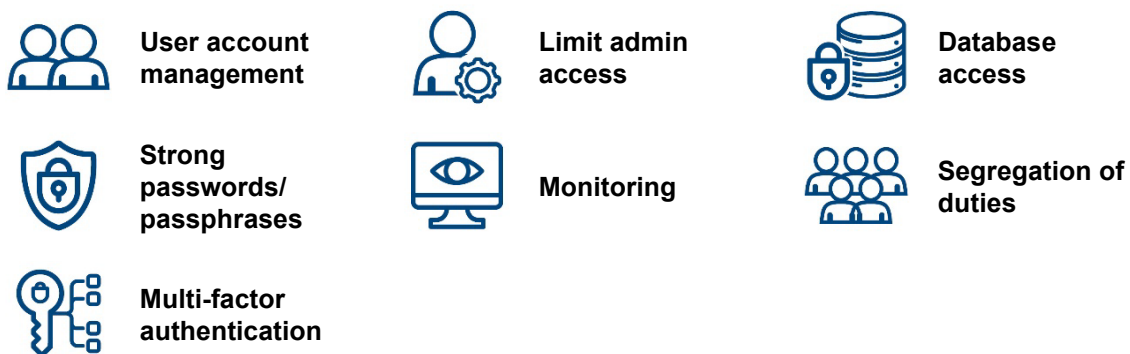 User account
management
Limit admin
access
Database
access
Strong
passwords/
passphrases
Monitoring
Segregation of
duties
Multi-factor
authentication